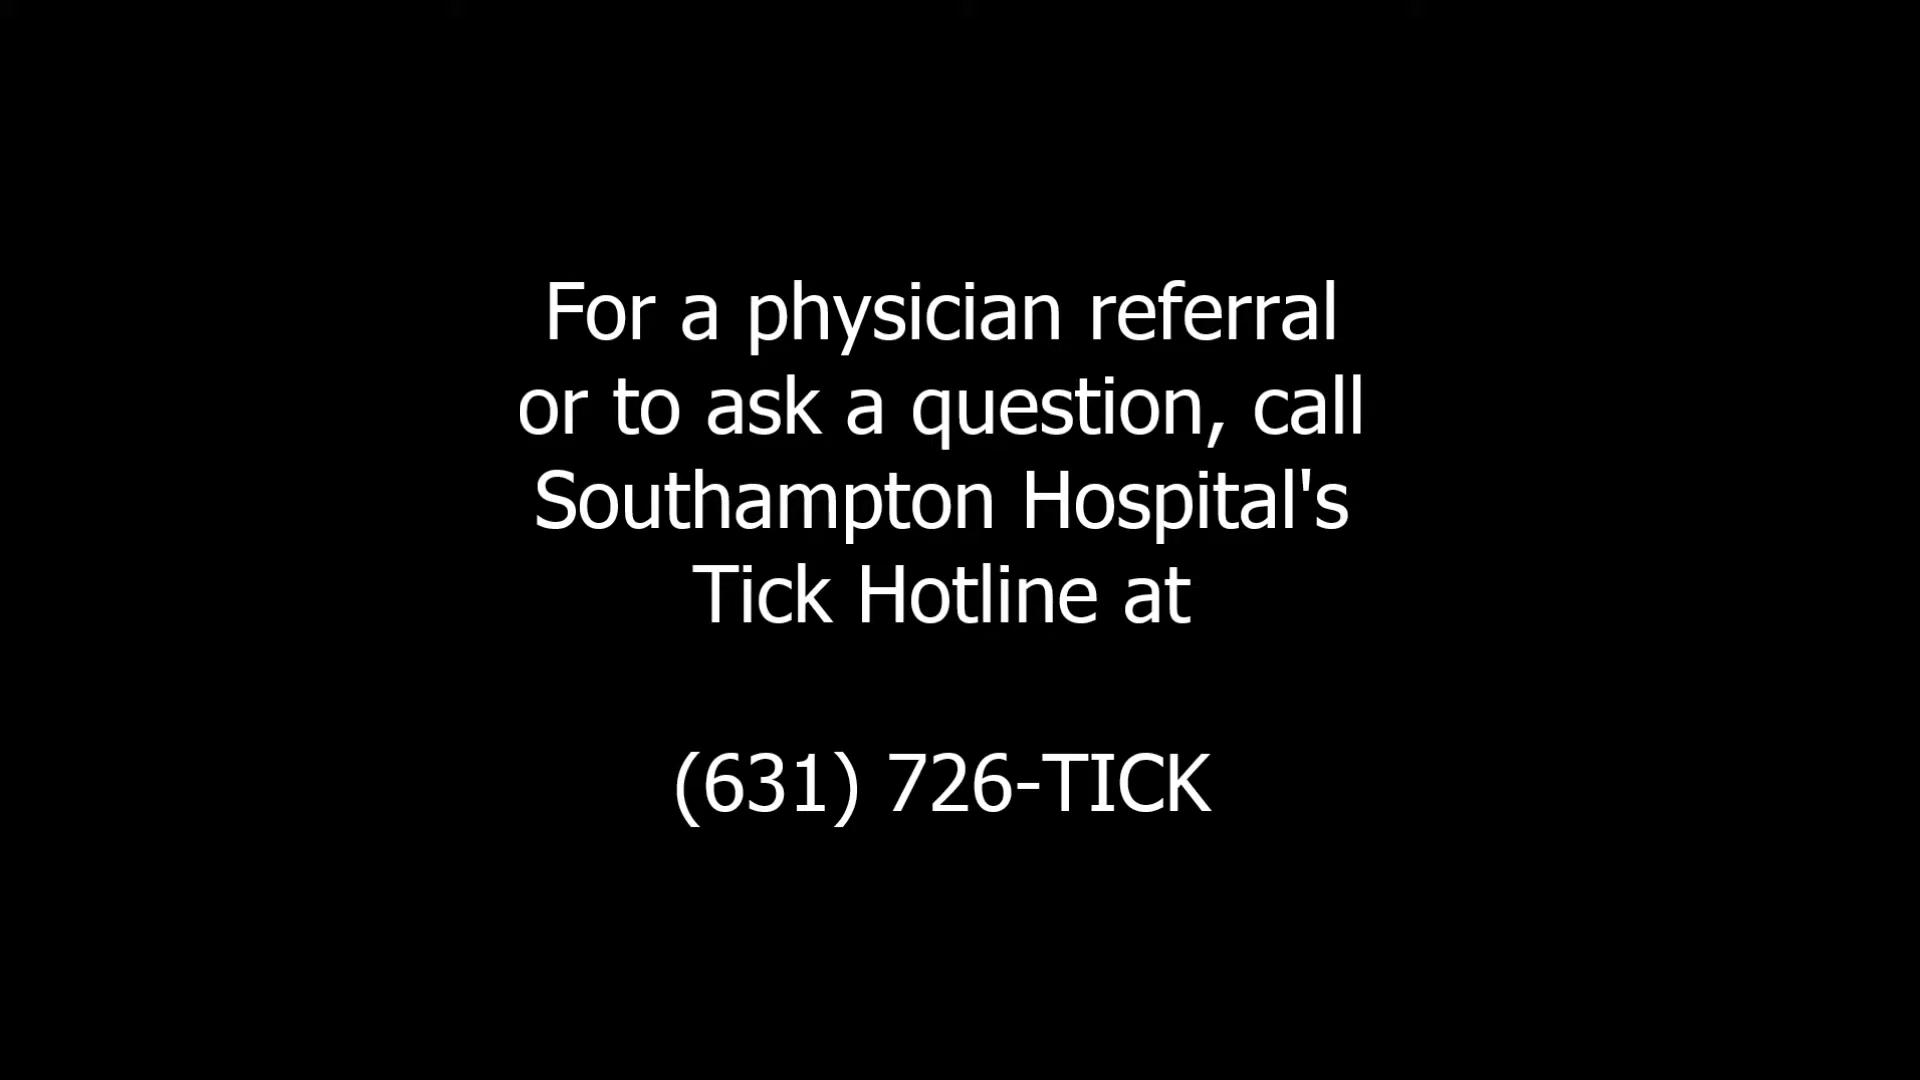 For a physician referral
or to ask a question, call
Southampton Hospital's
Tick Hotline at
(631) 726-TICK